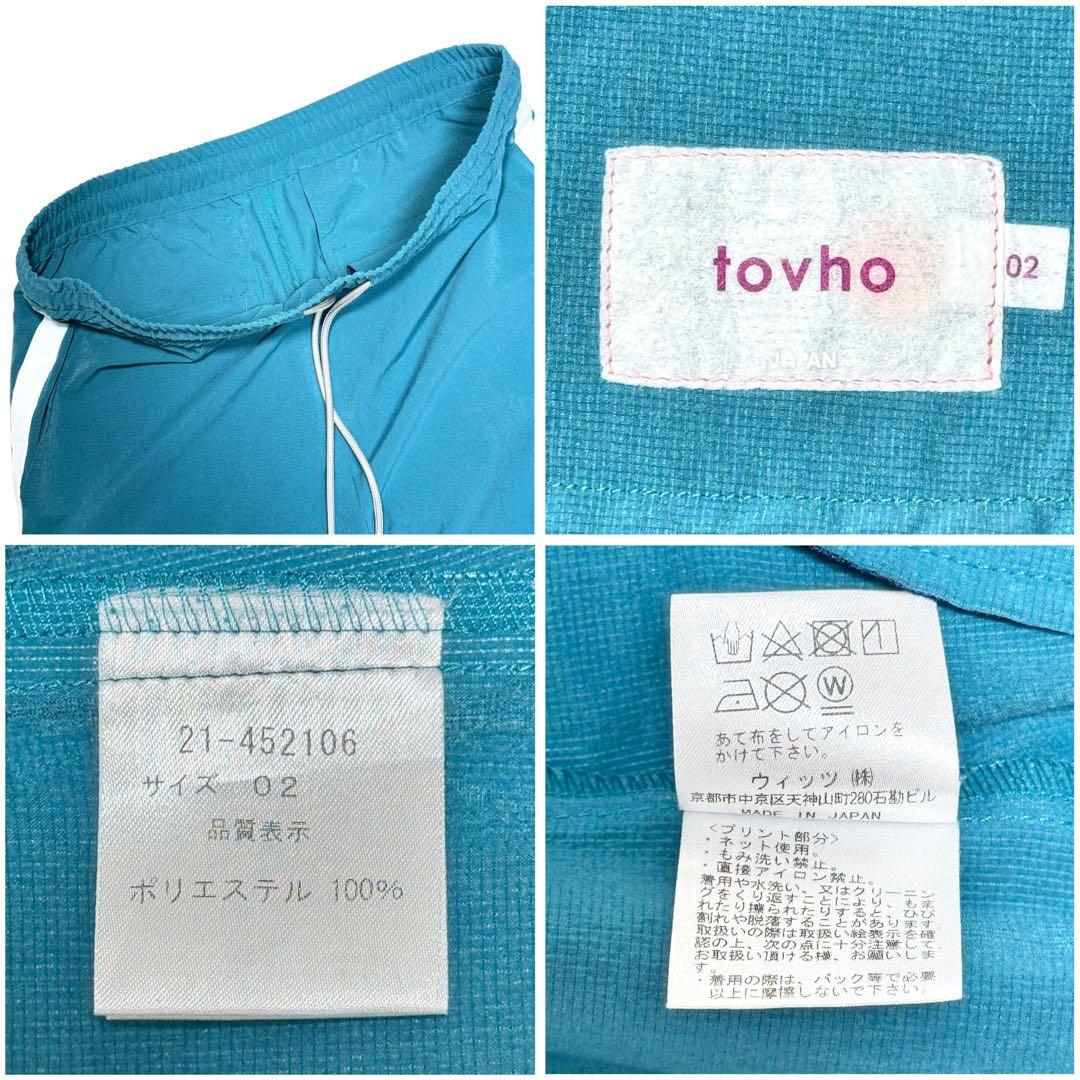 tovho
02
JAPAN
21-452106
サイズ 02
品質表示
ポリエステル 100%
W
あて布をしてアイロンを
かけて下さい。
ウィッツ ㈱
京都市中京区天神山町280石勘ビル
MADE IN JAPAN
<プリント部分>
・ネット使用。
・もみ洗い禁止。
・直接アイロン禁止。
着用や水洗い、又はクリーニン
グをくり返すことにより、もま
れたり擦られたりすると、ひび
割れや脱落することがあります
取扱いの際は取扱い絵表示を確
認の上、次の点に十分注意して
お取扱い頂ける様、お願いしま
す。
・着用の際は、バック等で必要
以上に摩擦しないで下さい。